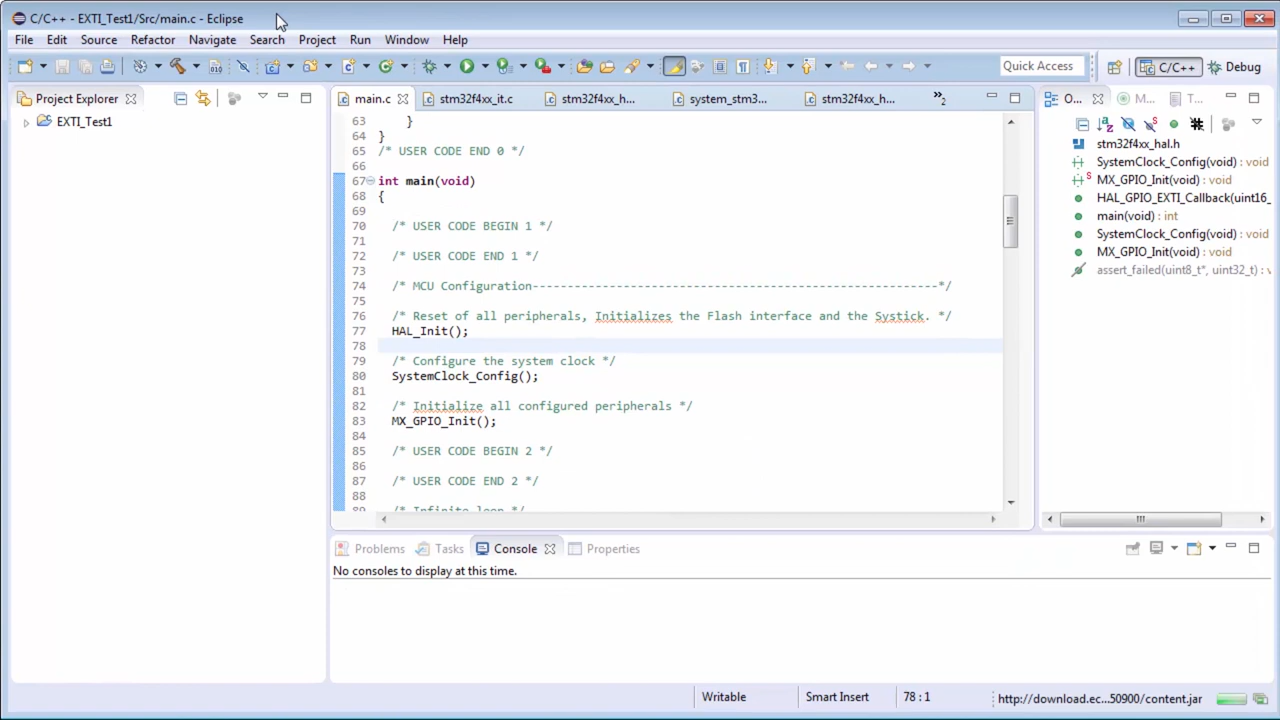 C/C++ - EXTI_Test1/Src/main.c - Eclipse
File Edit Source Refactor Navigate Search Project Run Window Help
Quick Access
C/C++
Debug
Project Explorer
main.c
stm32f4xx_it.c
stm32f4xx_h...
system_stm3...
stm32f4xx_h...
»2
O...
M...
T...
EXTI_Test1
63 }
64 }
65 /* USER CODE END 0 */
66
67 int main(void)
68 {
69
70 /* USER CODE BEGIN 1 */
71
72 /* USER CODE END 1 */
73
74 /* MCU Configuration----------------------------------------------------------*/
75
76 /* Reset of all peripherals, Initializes the Flash interface and the Systick. */
77 HAL_Init();
78
79 /* Configure the system clock */
80 SystemClock_Config();
81
82 /* Initialize all configured peripherals */
83 MX_GPIO_Init();
84
85 /* USER CODE BEGIN 2 */
86
87 /* USER CODE END 2 */
88
89 /* Infinite loop */
stm32f4xx_hal.h
SystemClock_Config(void) : void
MX_GPIO_Init(void) : void
HAL_GPIO_EXTI_Callback(uint16_
main(void) : int
SystemClock_Config(void) : void
MX_GPIO_Init(void) : void
assert_failed(uint8_t*, uint32_t) : v
Problems
Tasks
Console
Properties
No consoles to display at this time.
Writable
Smart Insert
78 : 1
http://download.ec...50900/content.jar